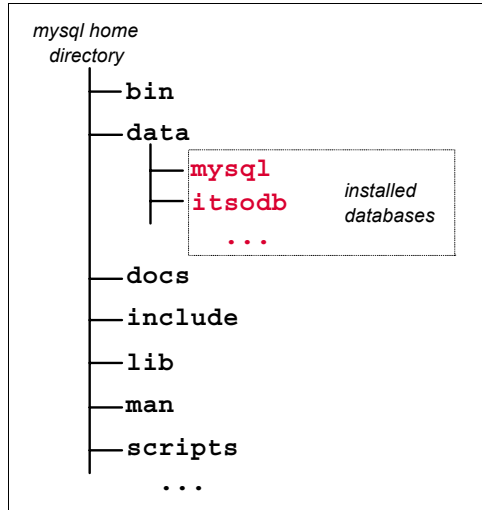 mysql home
directory
bin
data
mysql
itsodb
...
installed
databases
docs
include
lib
man
scripts
...